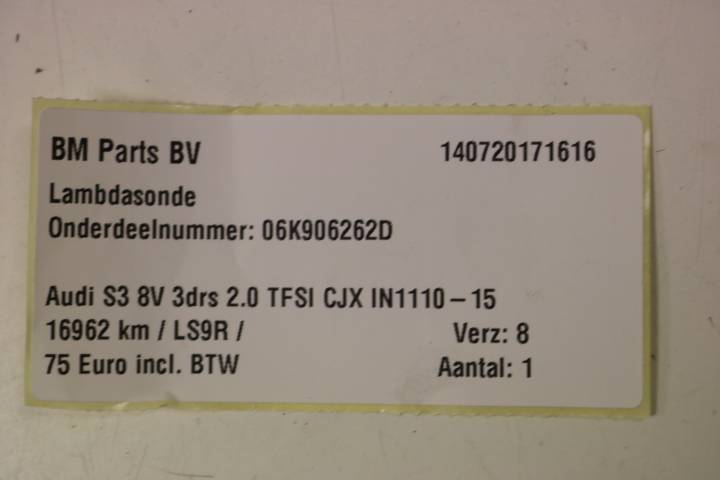 BM Parts BV 140720171616
Lambdasonde
Onderdeelnummer: 06K906262D
Audi S3 8V 3drs 2.0 TFSI CJX IN1110-15
16962 km / LS9R / Verz: 8
75 Euro incl. BTW Aantal: 1